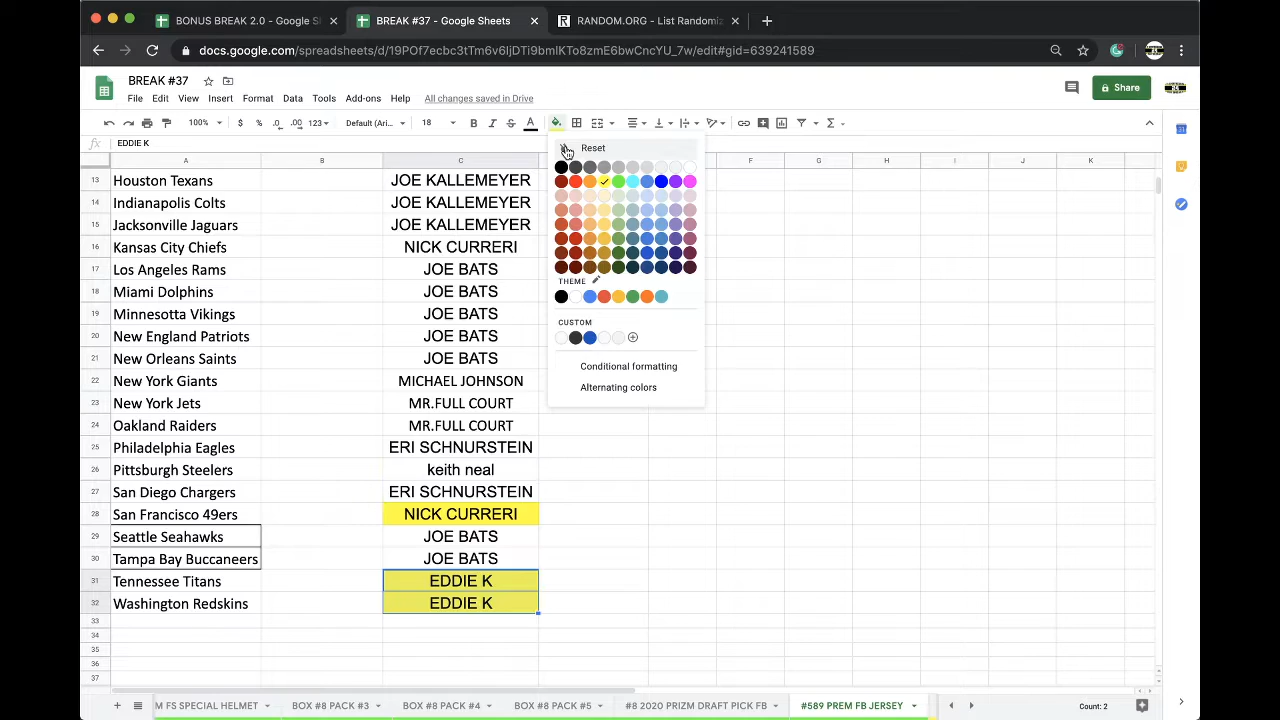 BONUS BREAK 2.0 - Google Sh
BREAK #37 - Google Sheets
RANDOM.ORG - List Randomiz
docs.google.com/spreadsheets/d/19POf7ecbc3tTm6v6IjDTi9bmIKTo8zmE6bwCncYU_7w/edit#gid=639241589
BREAK #37
File Edit View Insert Format Data Tools Add-ons Help All changes saved in Drive
Share
100% $ % .0 .00 123 Default (Ari... 18 B I S A
fx EDDIE K
Reset
A B C F G H I J K
13 Houston Texans JOE KALLEMEYER
14 Indianapolis Colts JOE KALLEMEYER
15 Jacksonville Jaguars JOE KALLEMEYER
16 Kansas City Chiefs NICK CURRERI
17 Los Angeles Rams JOE BATS
18 Miami Dolphins JOE BATS
19 Minnesotta Vikings JOE BATS
20 New England Patriots JOE BATS
21 New Orleans Saints JOE BATS
22 New York Giants MICHAEL JOHNSON
23 New York Jets MR.FULL COURT
24 Oakland Raiders MR.FULL COURT
25 Philadelphia Eagles ERI SCHNURSTEIN
26 Pittsburgh Steelers keith neal
27 San Diego Chargers ERI SCHNURSTEIN
28 San Francisco 49ers NICK CURRERI
29 Seattle Seahawks JOE BATS
30 Tampa Bay Buccaneers JOE BATS
31 Tennessee Titans EDDIE K
32 Washington Redskins EDDIE K
33
34
35
36
37
THEME
CUSTOM
Conditional formatting
Alternating colors
M FS SPECIAL HELMET BOX #8 PACK #3 BOX #8 PACK #4 BOX #8 PACK #5 #8 2020 PRIZM DRAFT PICK FB #589 PREM FB JERSEY Count: 2